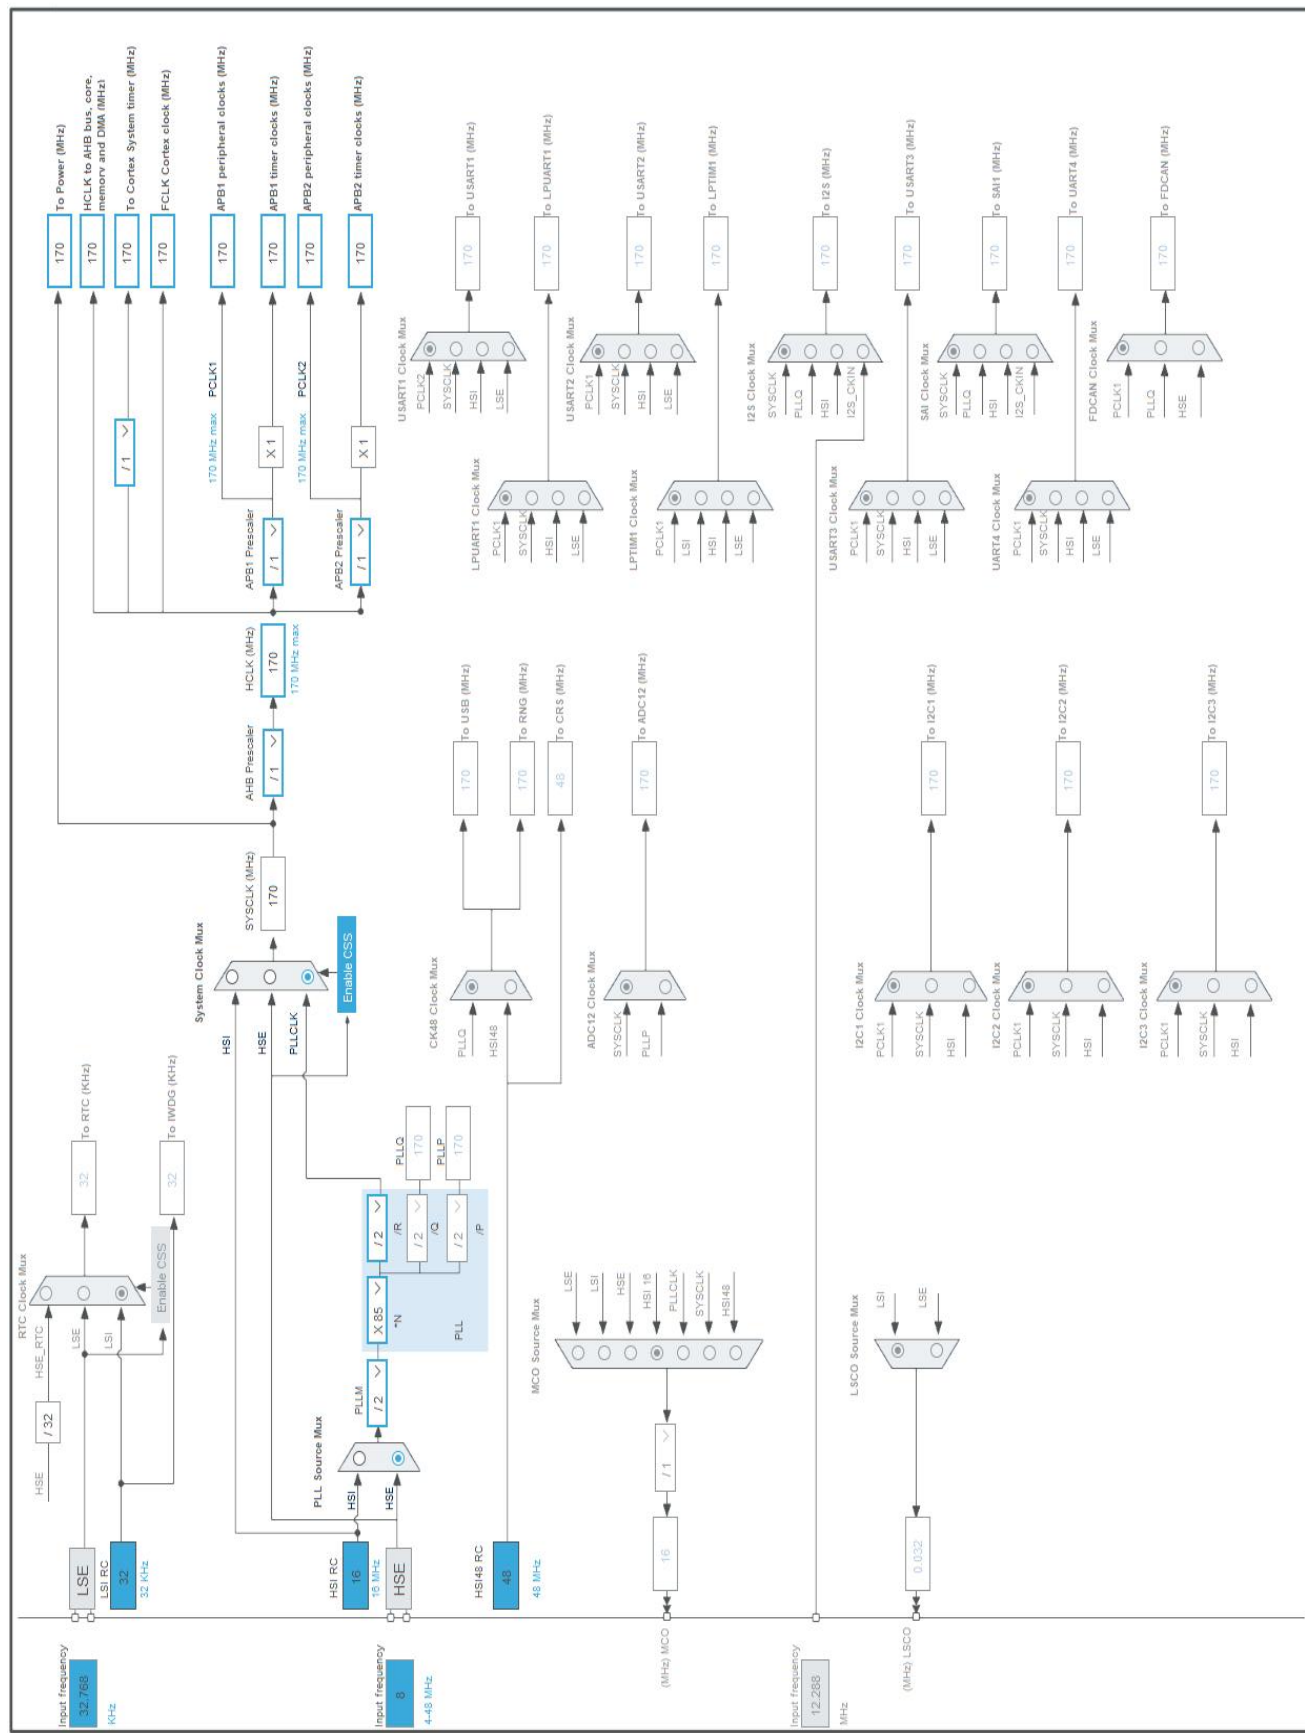 Input frequency
32.768
KHz
LSE
LSI RC
32
32 KHz
HSE
/ 32
HSE_RTC
LSE
LSI
RTC Clock Mux
Enable CSS
32
To RTC (KHz)
32
To IWDG (KHz)
Input frequency
8
4-48 MHz
HSI RC
16
16 MHz
HSE
HSI
HSE
PLL Source Mux
PLLM
/ 2
X 85
*N
PLL
/ 2
/R
/ 2
/Q
/ 2
/P
PLLQ
170
PLLP
170
HSI
HSE
PLLCLK
System Clock Mux
Enable CSS
SYSCLK (MHz)
170
AHB Prescaler
/ 1
HCLK (MHz)
170
170 MHz max
APB1 Prescaler
/ 1
APB2 Prescaler
/ 1
/ 1
170 MHz max
PCLK1
X 1
170 MHz max
PCLK2
X 1
170
To Power (MHz)
170
HCLK to AHB bus, core,
memory and DMA (MHz)
170
To Cortex System timer (MHz)
170
FCLK Cortex clock (MHz)
170
APB1 peripheral clocks (MHz)
170
APB1 timer clocks (MHz)
170
APB2 peripheral clocks (MHz)
170
APB2 timer clocks (MHz)
HSI48 RC
48
48 MHz
CK48 Clock Mux
PLLQ
HSI48
170
To USB (MHz)
170
To RNG (MHz)
48
To CRS (MHz)
ADC12 Clock Mux
SYSCLK
PLLP
170
To ADC12 (MHz)
USART1 Clock Mux
PCLK2
SYSCLK
HSI
LSE
170
To USART1 (MHz)
LPUART1 Clock Mux
PCLK1
SYSCLK
HSI
LSE
170
To LPUART1 (MHz)
USART2 Clock Mux
PCLK1
SYSCLK
HSI
LSE
170
To USART2 (MHz)
LPTIM1 Clock Mux
PCLK1
LSI
HSI
LSE
170
To LPTIM1 (MHz)
I2S Clock Mux
SYSCLK
PLLQ
HSI
I2S_CKIN
170
To I2S (MHz)
USART3 Clock Mux
PCLK1
SYSCLK
HSI
LSE
170
To USART3 (MHz)
SAI Clock Mux
SYSCLK
PLLQ
HSI
I2S_CKIN
170
To SAI1 (MHz)
UART4 Clock Mux
PCLK1
SYSCLK
HSI
LSE
170
To UART4 (MHz)
FDCAN Clock Mux
PCLK1
PLLQ
HSE
170
To FDCAN (MHz)
I2C1 Clock Mux
PCLK1
SYSCLK
HSI
170
To I2C1 (MHz)
I2C2 Clock Mux
PCLK1
SYSCLK
HSI
170
To I2C2 (MHz)
I2C3 Clock Mux
PCLK1
SYSCLK
HSI
170
To I2C3 (MHz)
MCO Source Mux
LSE
LSI
HSE
HSI 16
PLLCLK
SYSCLK
HSI48
/ 1
16
(MHz) MCO
Input frequency
12.288
MHz
LSCO Source Mux
LSI
LSE
0.032
(MHz) LSCO